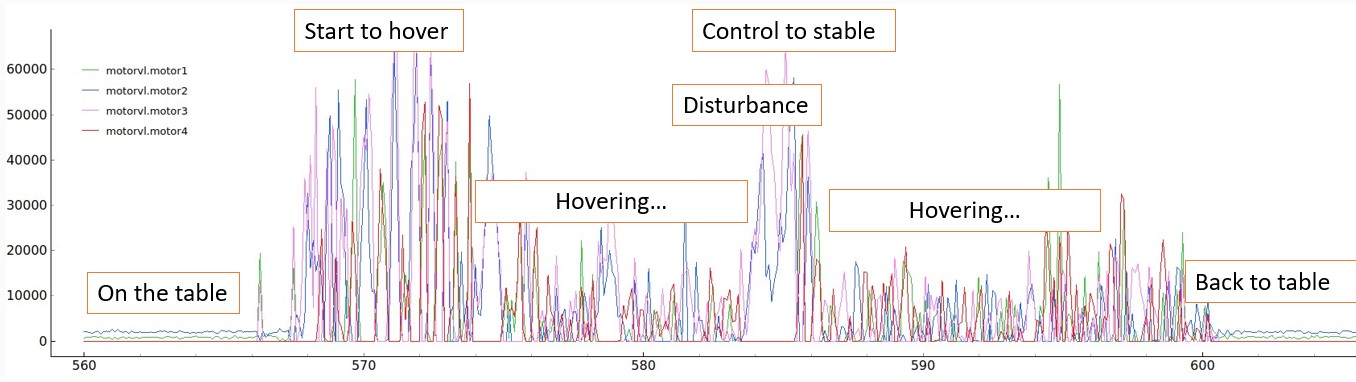 Start to hover
Control to stable
60000
motorvl.motor1
motorvl.motor2
50000
motorvl.motor3
Disturbance
motorvl.motor4
40000
30000
Hovering...
Hovering...
20000
On the table
Back to table
10000
0
560
570
580
590
600